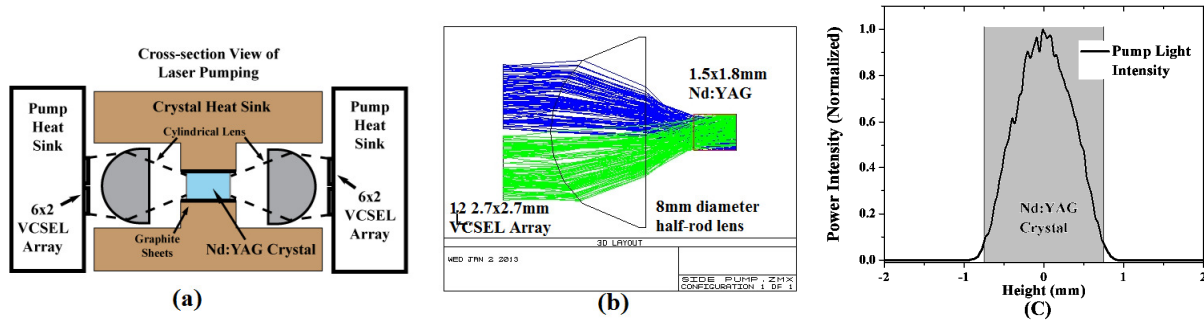 Cross-section View of
Laser Pumping
Pump
Heat
Sink
Crystal Heat Sink
Cylindrical Lens
Pump
Heat
Sink
6x2
VCSEL
Array
6x2
VCSEL
Array
Graphite
Sheets
Nd:YAG Crystal
(a)
1.5x1.8mm
Nd:YAG
12 2.7x2.7mm
VCSEL Array
8mm diameter
half-rod lens
3D LAYOUT
WED JAN 2 2013
SIDE PUMP.ZMX
CONFIGURATION 1 OF 1
(b)
Power Intensity (Normalized)
1.0
0.8
0.6
0.4
0.2
0.0
Pump Light
Intensity
Nd:YAG
Crystal
-2
-1
0
1
2
Height (mm)
(C)